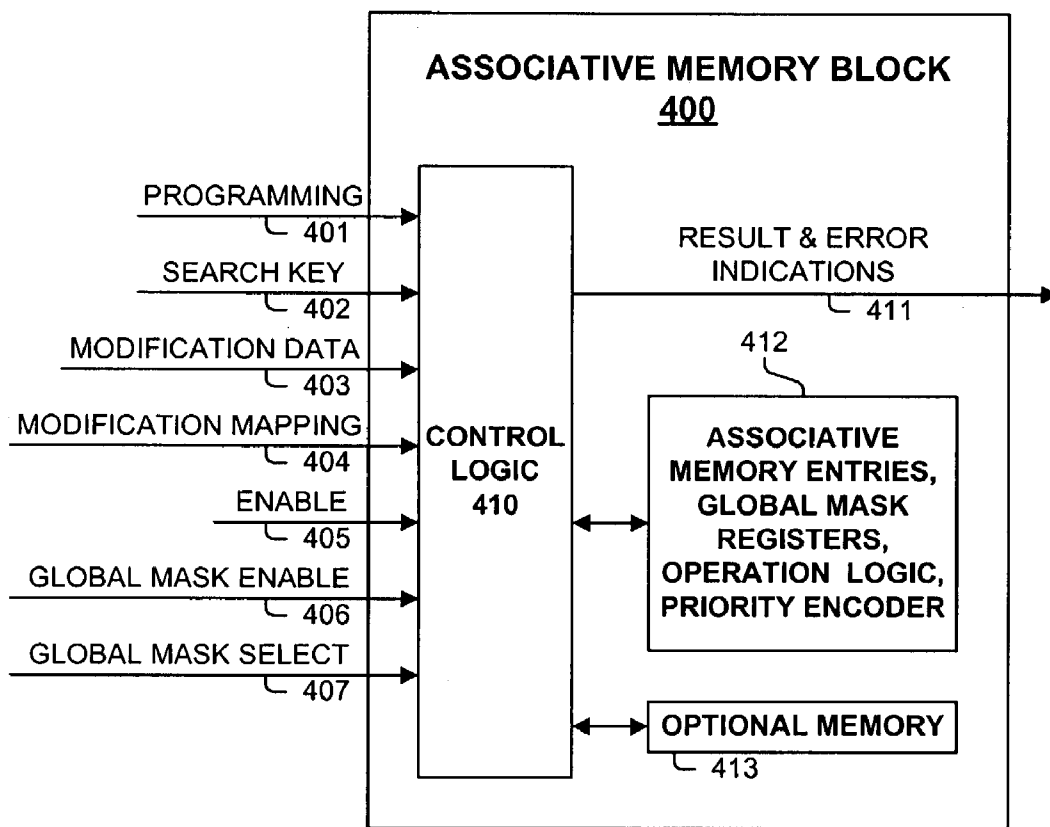 ASSOCIATIVE MEMORY BLOCK
400
PROGRAMMING
401
SEARCH KEY
402
MODIFICATION DATA
403
MODIFICATION MAPPING
404
ENABLE
405
GLOBAL MASK ENABLE
406
GLOBAL MASK SELECT
407
CONTROL
LOGIC
410
RESULT & ERROR
INDICATIONS
411
412
ASSOCIATIVE
MEMORY ENTRIES,
GLOBAL MASK
REGISTERS,
OPERATION LOGIC,
PRIORITY ENCODER
OPTIONAL MEMORY
413